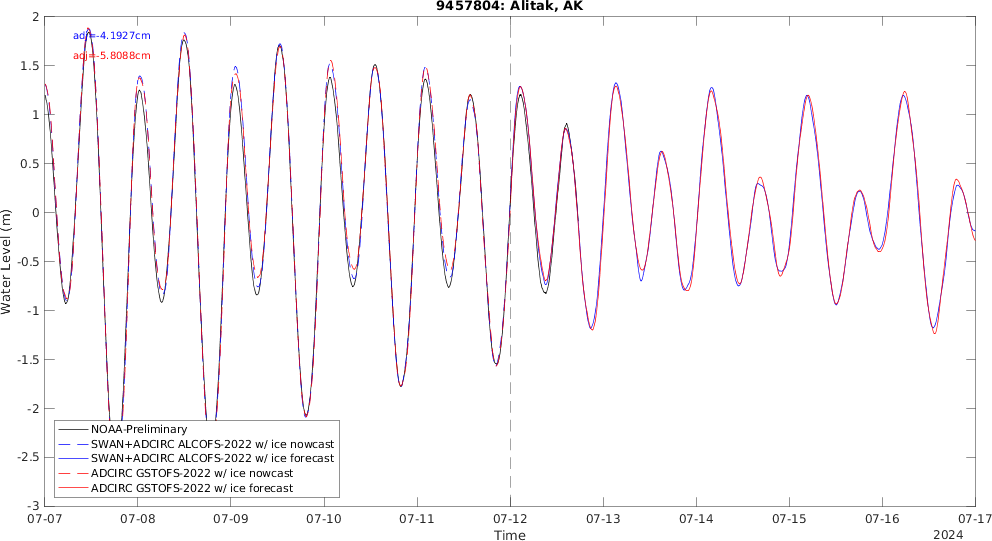 9457804: Alitak, AK
adj=-4.1927cm
adj=-5.8088cm
Water Level (m)
2
1.5
1
0.5
0
-0.5
-1
-1.5
-2
-2.5
-3
NOAA-Preliminary
SWAN+ADCIRC ALCOFS-2022 w/ ice nowcast
SWAN+ADCIRC ALCOFS-2022 w/ ice forecast
ADCIRC GSTOFS-2022 w/ ice nowcast
ADCIRC GSTOFS-2022 w/ ice forecast
07-07 07-08 07-09 07-10 07-11 07-12 07-13 07-14 07-15 07-16 07-17
Time
2024